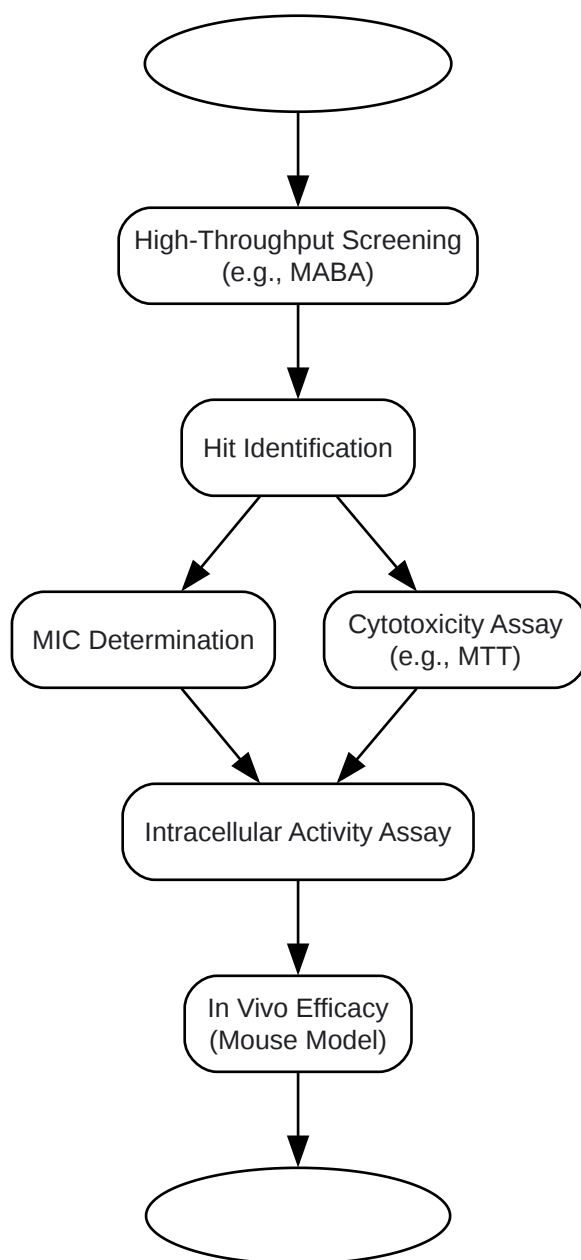 High-Throughput Screening
(e.g., MABA)
Hit Identification
MIC Determination
Cytotoxicity Assay
(e.g., MTT)
Intracellular Activity Assay
In Vivo Efficacy
(Mouse Model)